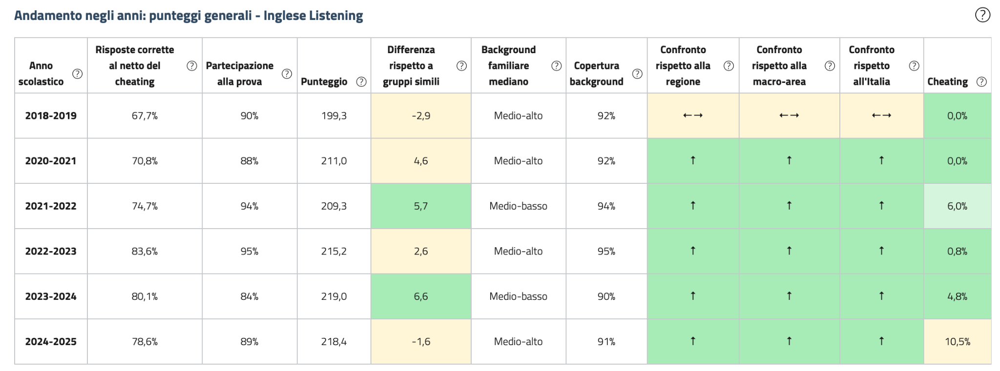 Andamento negli anni: punteggi generali - Inglese Listening ?
Anno scolastico ? Risposte corrette al netto del cheating ? Partecipazione alla prova ? Punteggio ? Differenza rispetto a gruppi simili ? Background familiare mediano ? Copertura background ? Confronto rispetto alla regione ? Confronto rispetto alla macro-area ? Confronto rispetto all'Italia ? Cheating ?
2018-2019 67,7% 90% 199,3 -2,9 Medio-alto 92% ←→ ←→ ←→ 0,0%
2020-2021 70,8% 88% 211,0 4,6 Medio-alto 92% ↑ ↑ ↑ 0,0%
2021-2022 74,7% 94% 209,3 5,7 Medio-basso 94% ↑ ↑ ↑ 6,0%
2022-2023 83,6% 95% 215,2 2,6 Medio-alto 95% ↑ ↑ ↑ 0,8%
2023-2024 80,1% 84% 219,0 6,6 Medio-basso 90% ↑ ↑ ↑ 4,8%
2024-2025 78,6% 89% 218,4 -1,6 Medio-alto 91% ↑ ↑ ↑ 10,5%